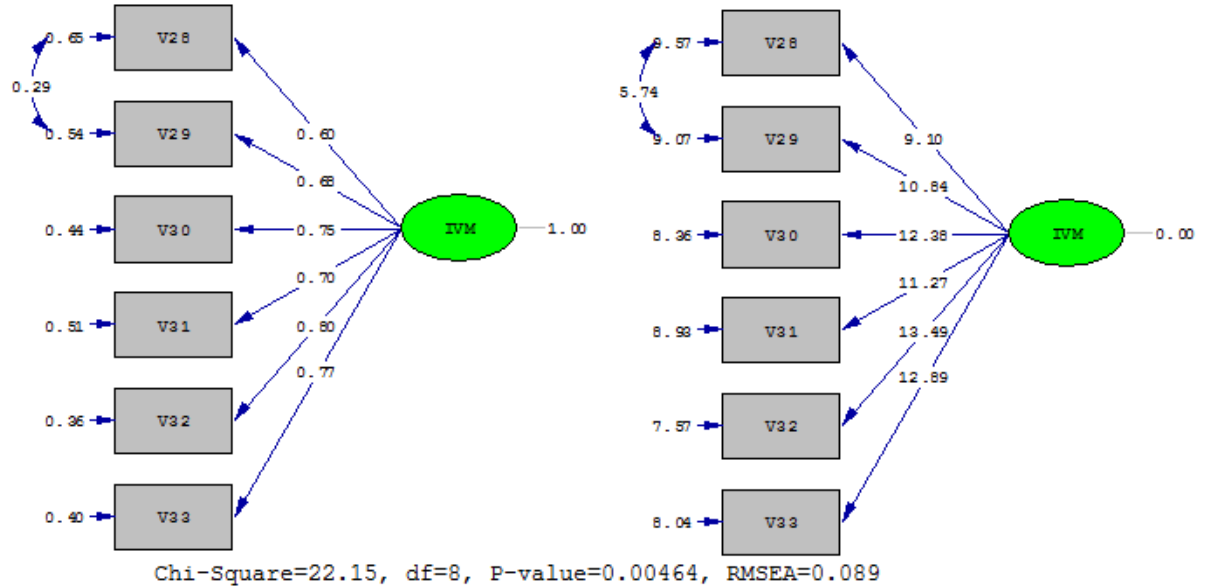 0.65 V28 9.57 V28
0.29 5.74
0.54 V29 0.60 9.07 V29 9.10
0.68 10.84
0.44 V30 0.75 IVM 1.00 8.36 V30 12.38 IVM 0.00
0.70 11.27
0.51 V31 0.80 8.93 V31 13.49
0.77 12.89
0.36 V32 7.57 V32
0.40 V33 8.04 V33
Chi-Square=22.15, df=8, P-value=0.00464, RMSEA=0.089